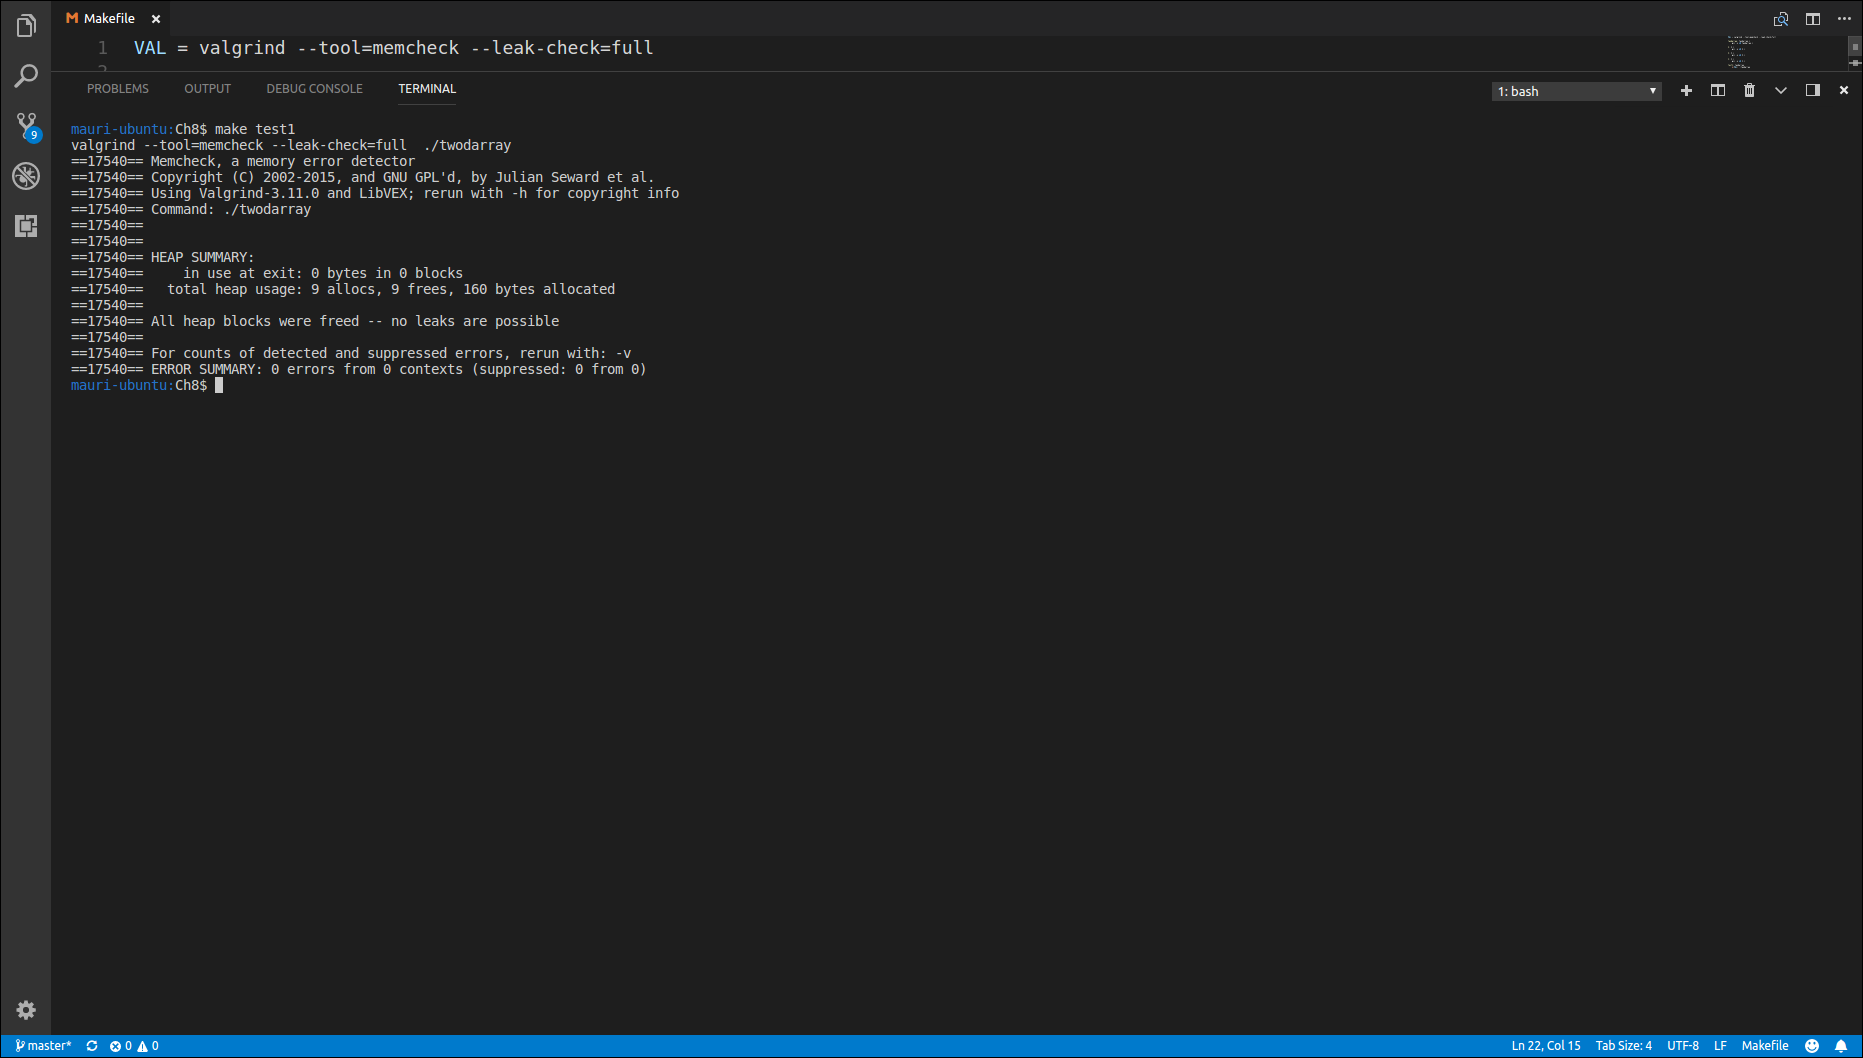 M Makefile
1 VAL = valgrind --tool=memcheck --leak-check=full
PROBLEMS OUTPUT DEBUG CONSOLE TERMINAL 1: bash
mauri-ubuntu:Ch8$ make test1
valgrind --tool=memcheck --leak-check=full  ./twodarray
==17540== Memcheck, a memory error detector
==17540== Copyright (C) 2002-2015, and GNU GPL'd, by Julian Seward et al.
==17540== Using Valgrind-3.11.0 and LibVEX; rerun with -h for copyright info
==17540== Command: ./twodarray
==17540==
==17540==
==17540== HEAP SUMMARY:
==17540==     in use at exit: 0 bytes in 0 blocks
==17540==   total heap usage: 9 allocs, 9 frees, 160 bytes allocated
==17540==
==17540== All heap blocks were freed -- no leaks are possible
==17540==
==17540== For counts of detected and suppressed errors, rerun with: -v
==17540== ERROR SUMMARY: 0 errors from 0 contexts (suppressed: 0 from 0)
mauri-ubuntu:Ch8$
9
master* 0 0 Ln 22, Col 15 Tab Size: 4 UTF-8 LF Makefile